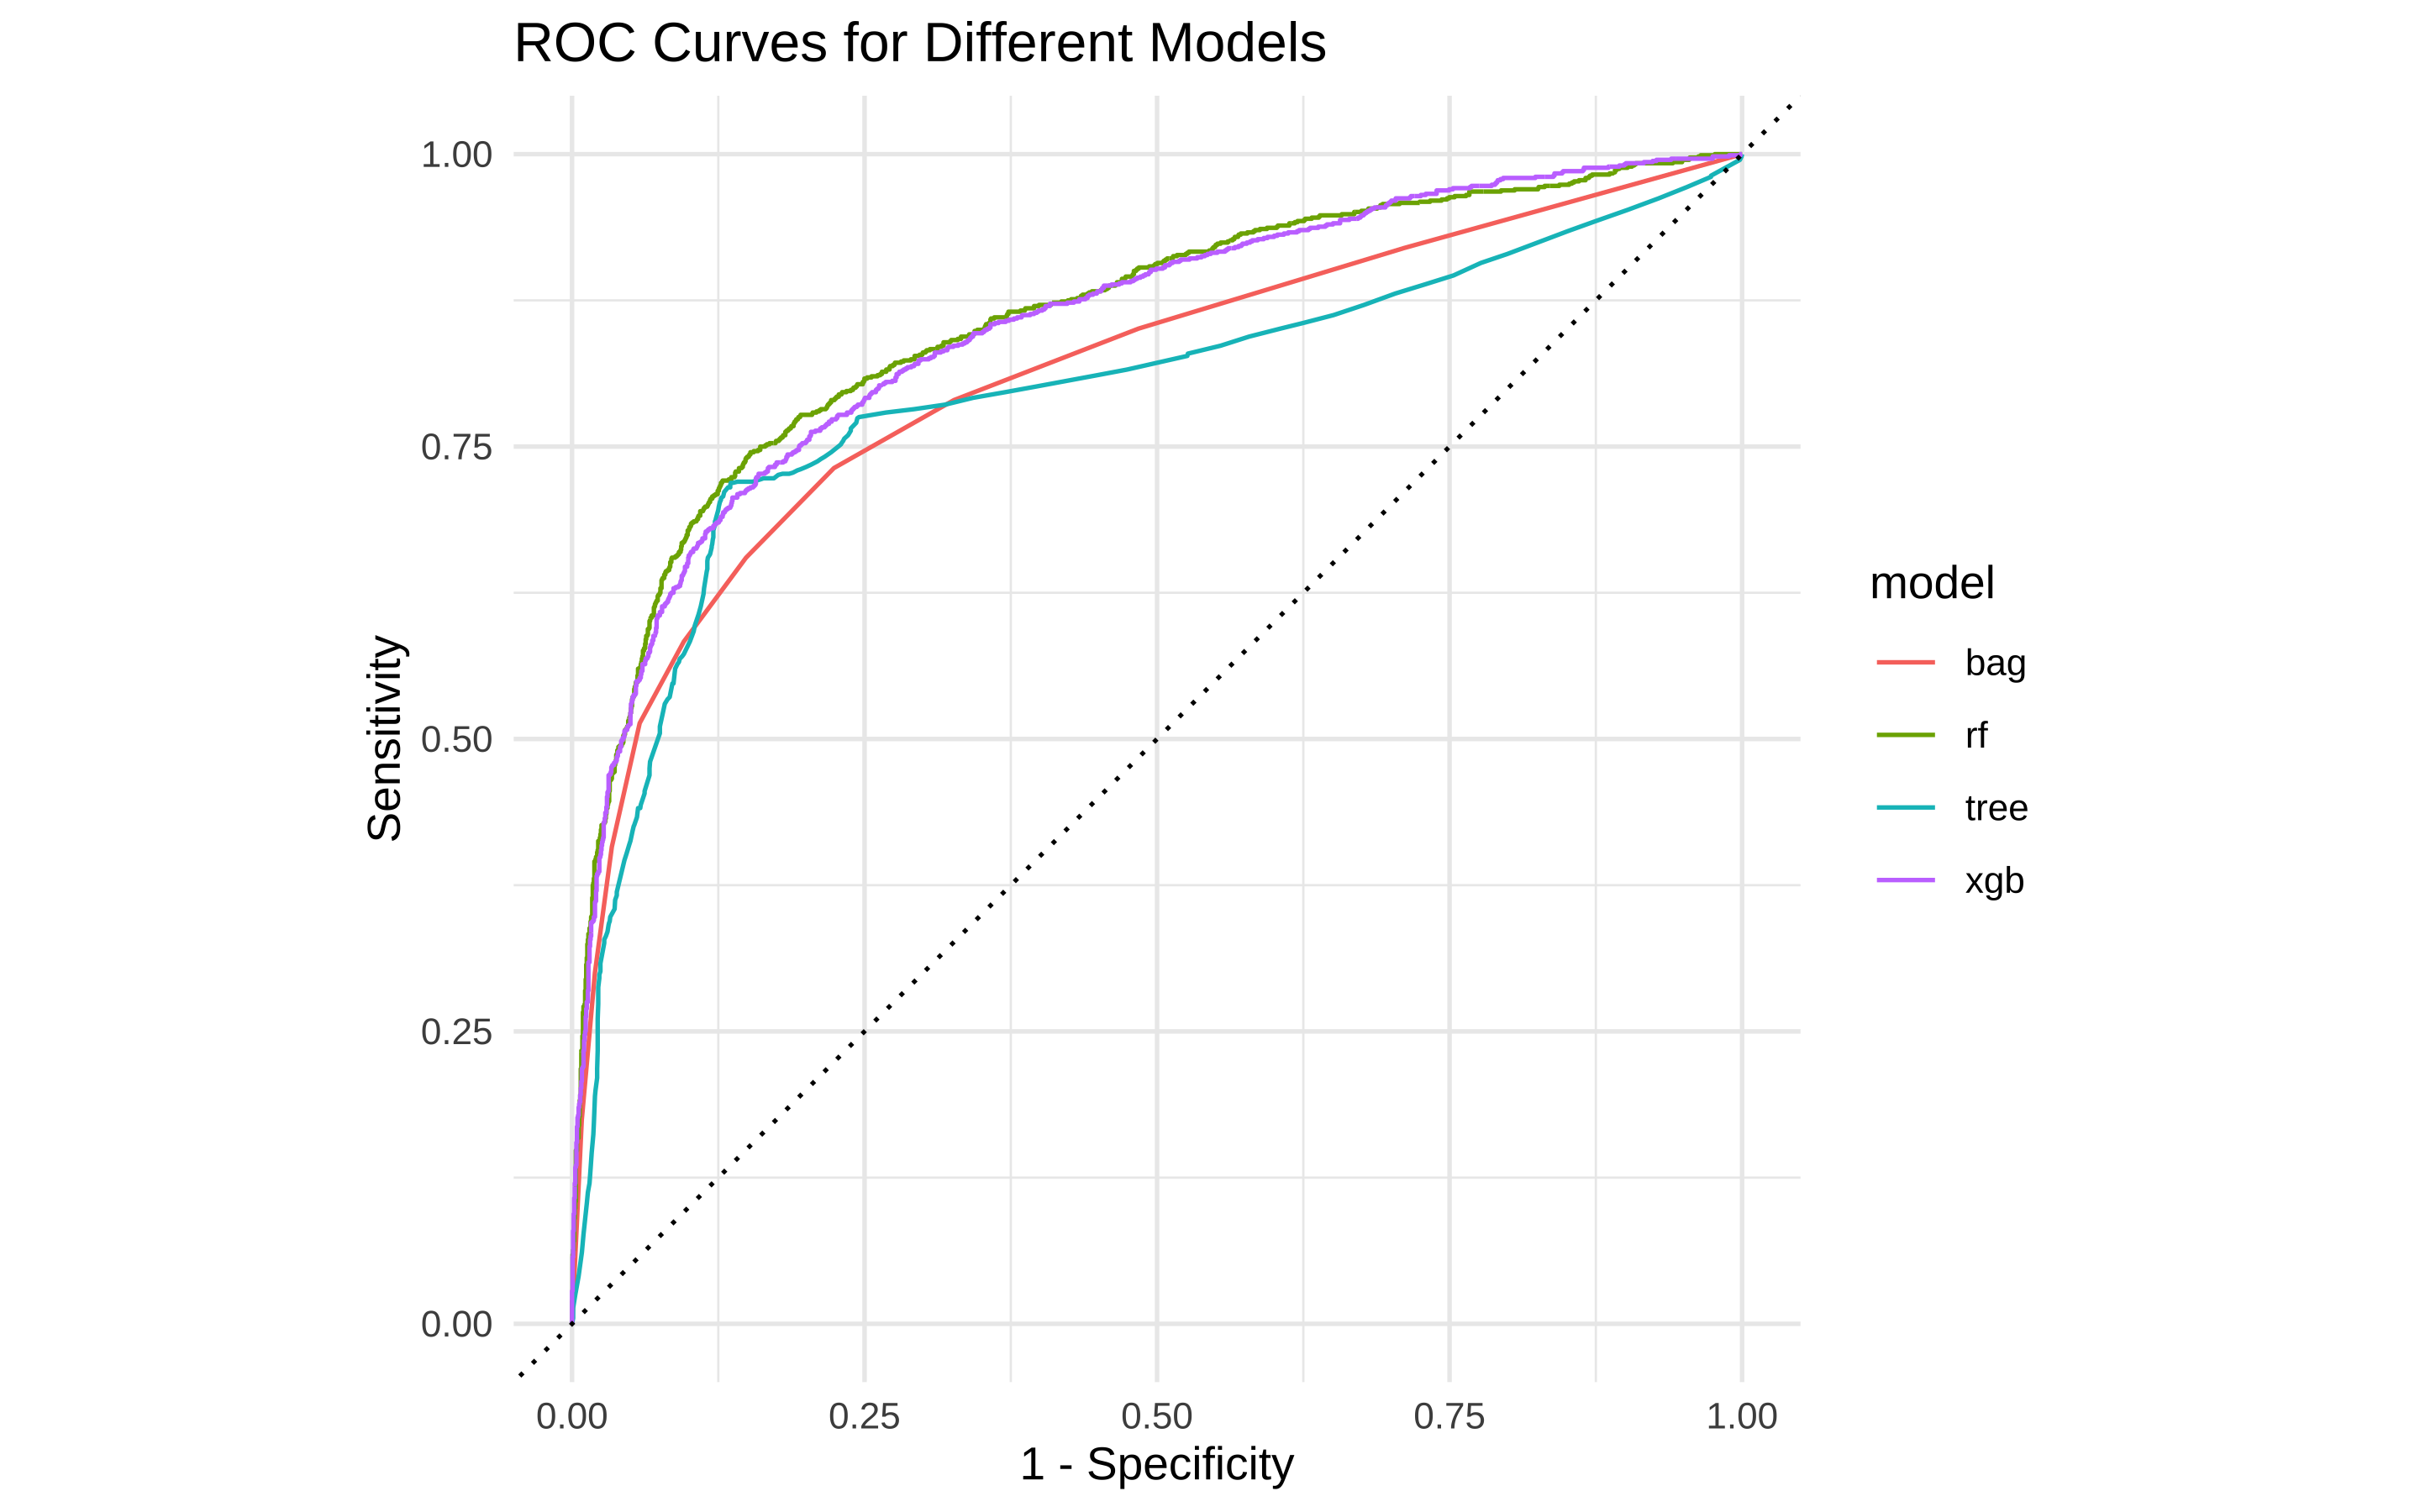 ROC Curves for Different Models
1.00
0.75
0.50
0.25
0.00
Sensitivity
0.00 0.25 0.50 0.75 1.00
1 - Specificity
model
bag
rf
tree
xgb